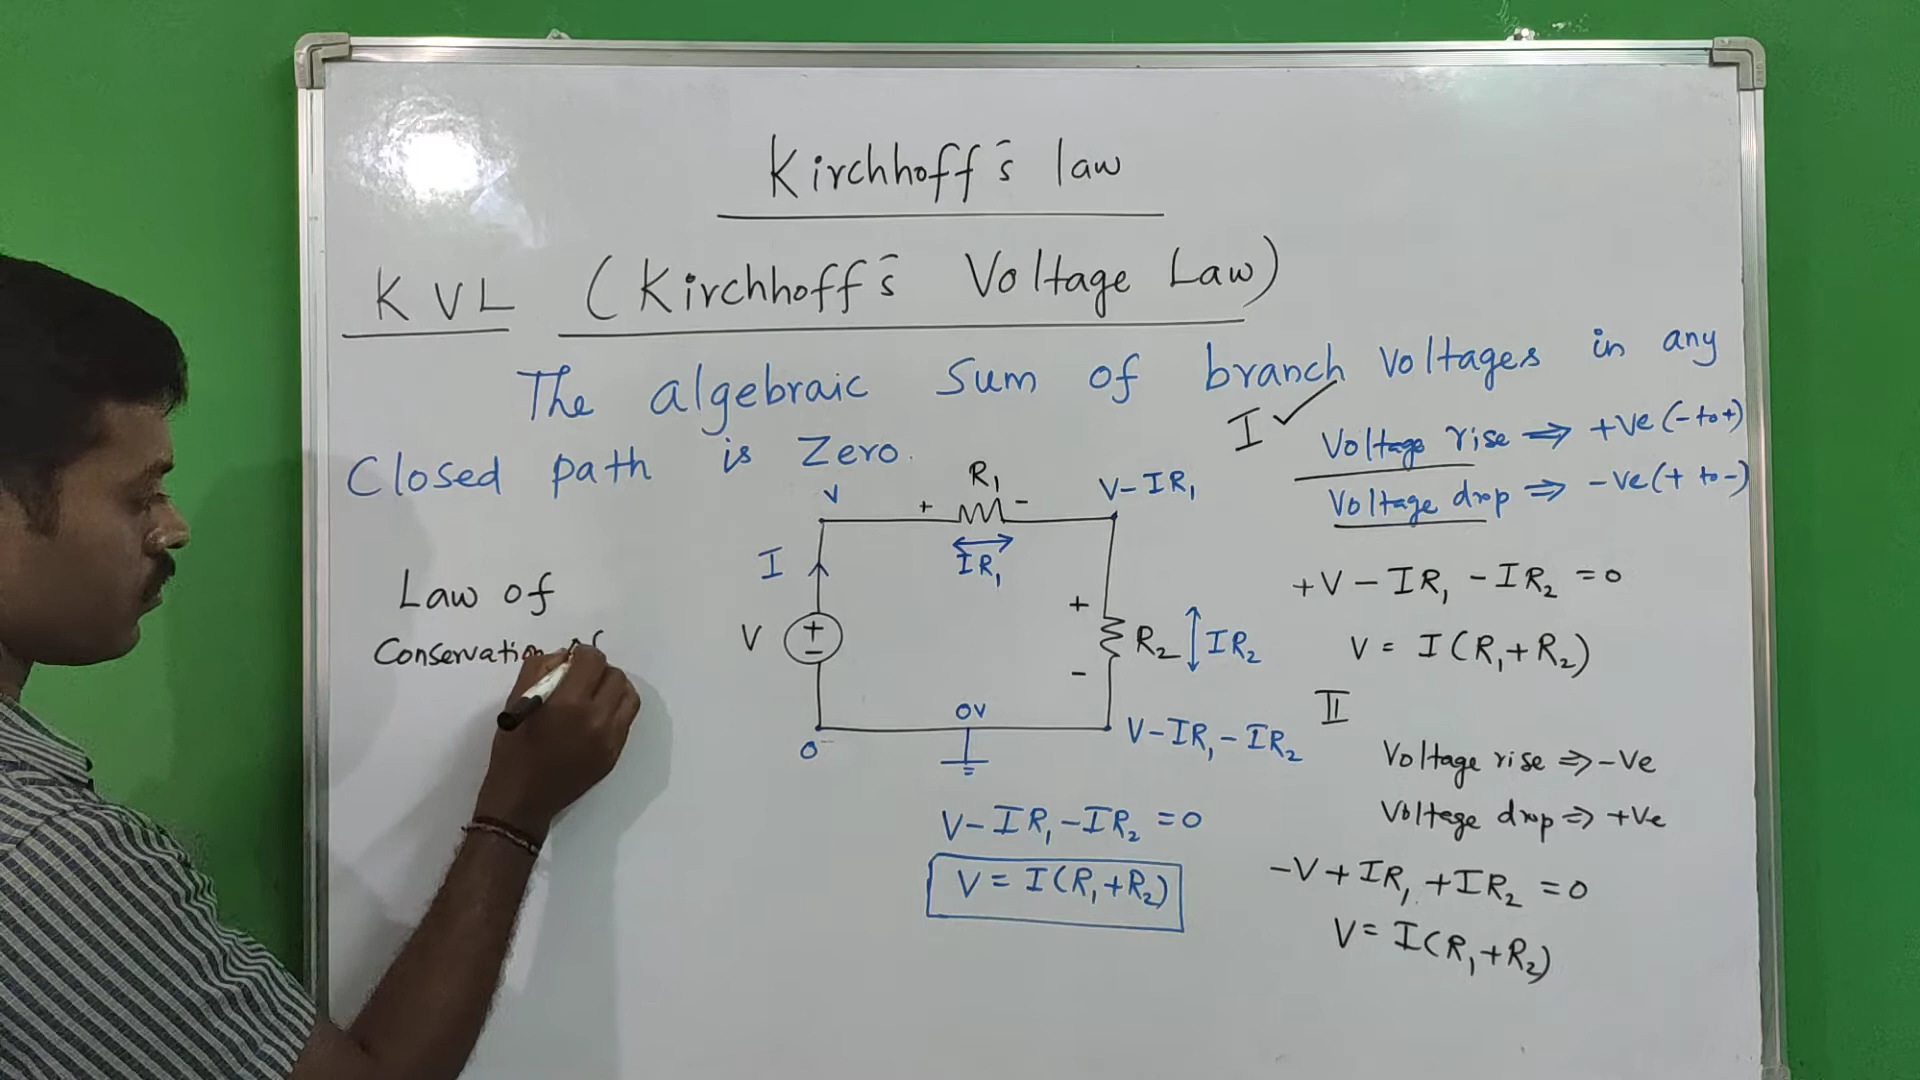 Kirchhoff's law
KVL (Kirchhoff's Voltage Law)
The algebraic Sum of branch voltages in any
Closed path is Zero.
I ✓
Voltage rise ⇒ +ve (- to +)
Voltage drop ⇒ -ve (+ to -)
Law of
Conservation of
V
+ R₁ -
V-IR₁
IR₁
I
V
+
-
+
R₂
IR₂
-
0V
0
V-IR₁-IR₂
V-IR₁-IR₂=0
V=I(R₁+R₂)
+V-IR₁-IR₂=0
V=I(R₁+R₂)
II
Voltage rise ⇒ -ve
Voltage drop ⇒ +ve
-V+IR₁+IR₂=0
V=I(R₁+R₂)